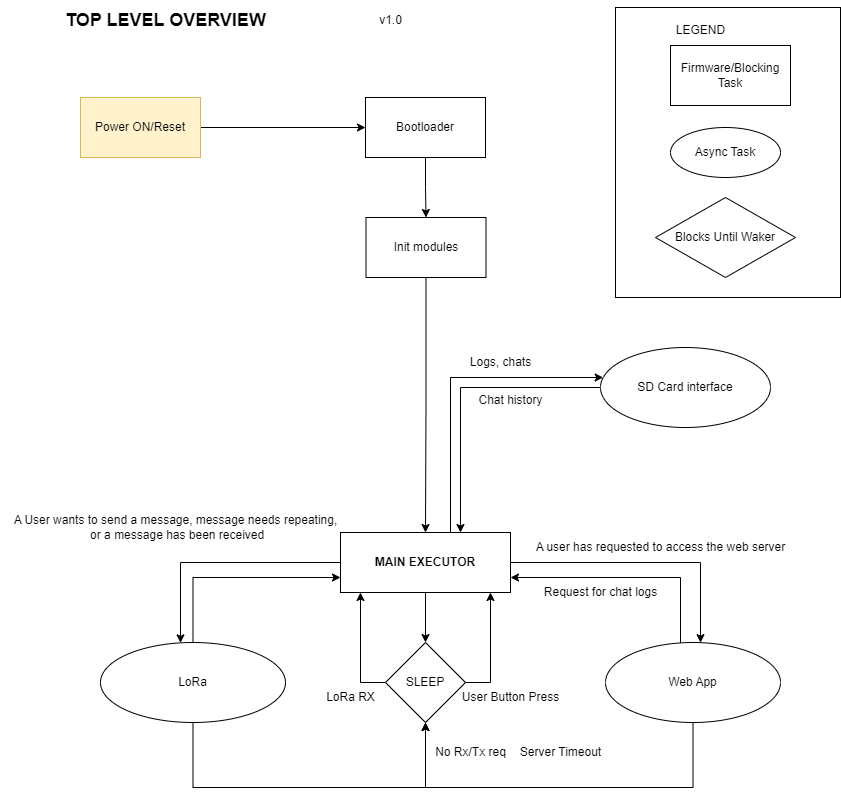 TOP LEVEL OVERVIEW
v1.0
LEGEND
Firmware/Blocking
Task
Async Task
Blocks Until Waker
Power ON/Reset
Bootloader
Init modules
Logs, chats
SD Card interface
Chat history
A User wants to send a message, message needs repeating,
or a message has been received
MAIN EXECUTOR
A user has requested to access the web server
Request for chat logs
LoRa
SLEEP
Web App
LoRa RX
User Button Press
No Rx/Tx req
Server Timeout